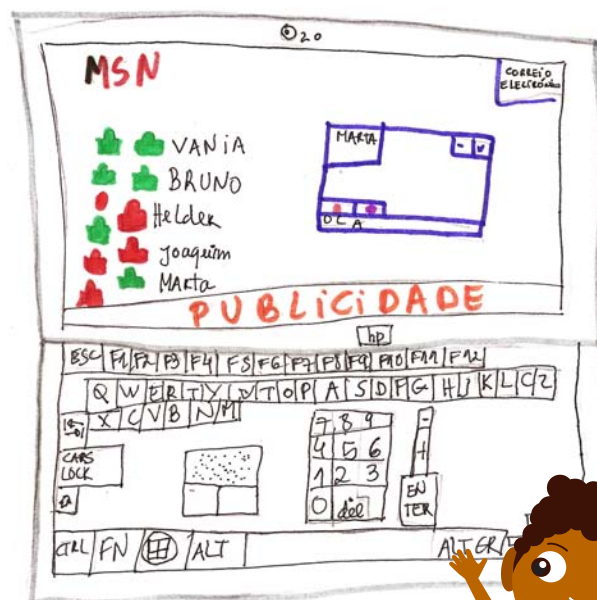 20
MSN
CORREIO
ELECTRÓNICO
VANIA
BRUNO
Helder
Joaquim
Marta
MARTA
OLA
PUBLICIDADE
hp
ESC F1 F2 F3 F4 F5 F6 F7 F8 F9 F10 F11 F12
Q W E R T Y U T O P A S D F G H J K L C Z
X C V B N M
CAPS
LOCK
7 8 9
4 5 6
1 2 3
0 del
-
+
EN
TER
CTRL FN ALT ALT GR